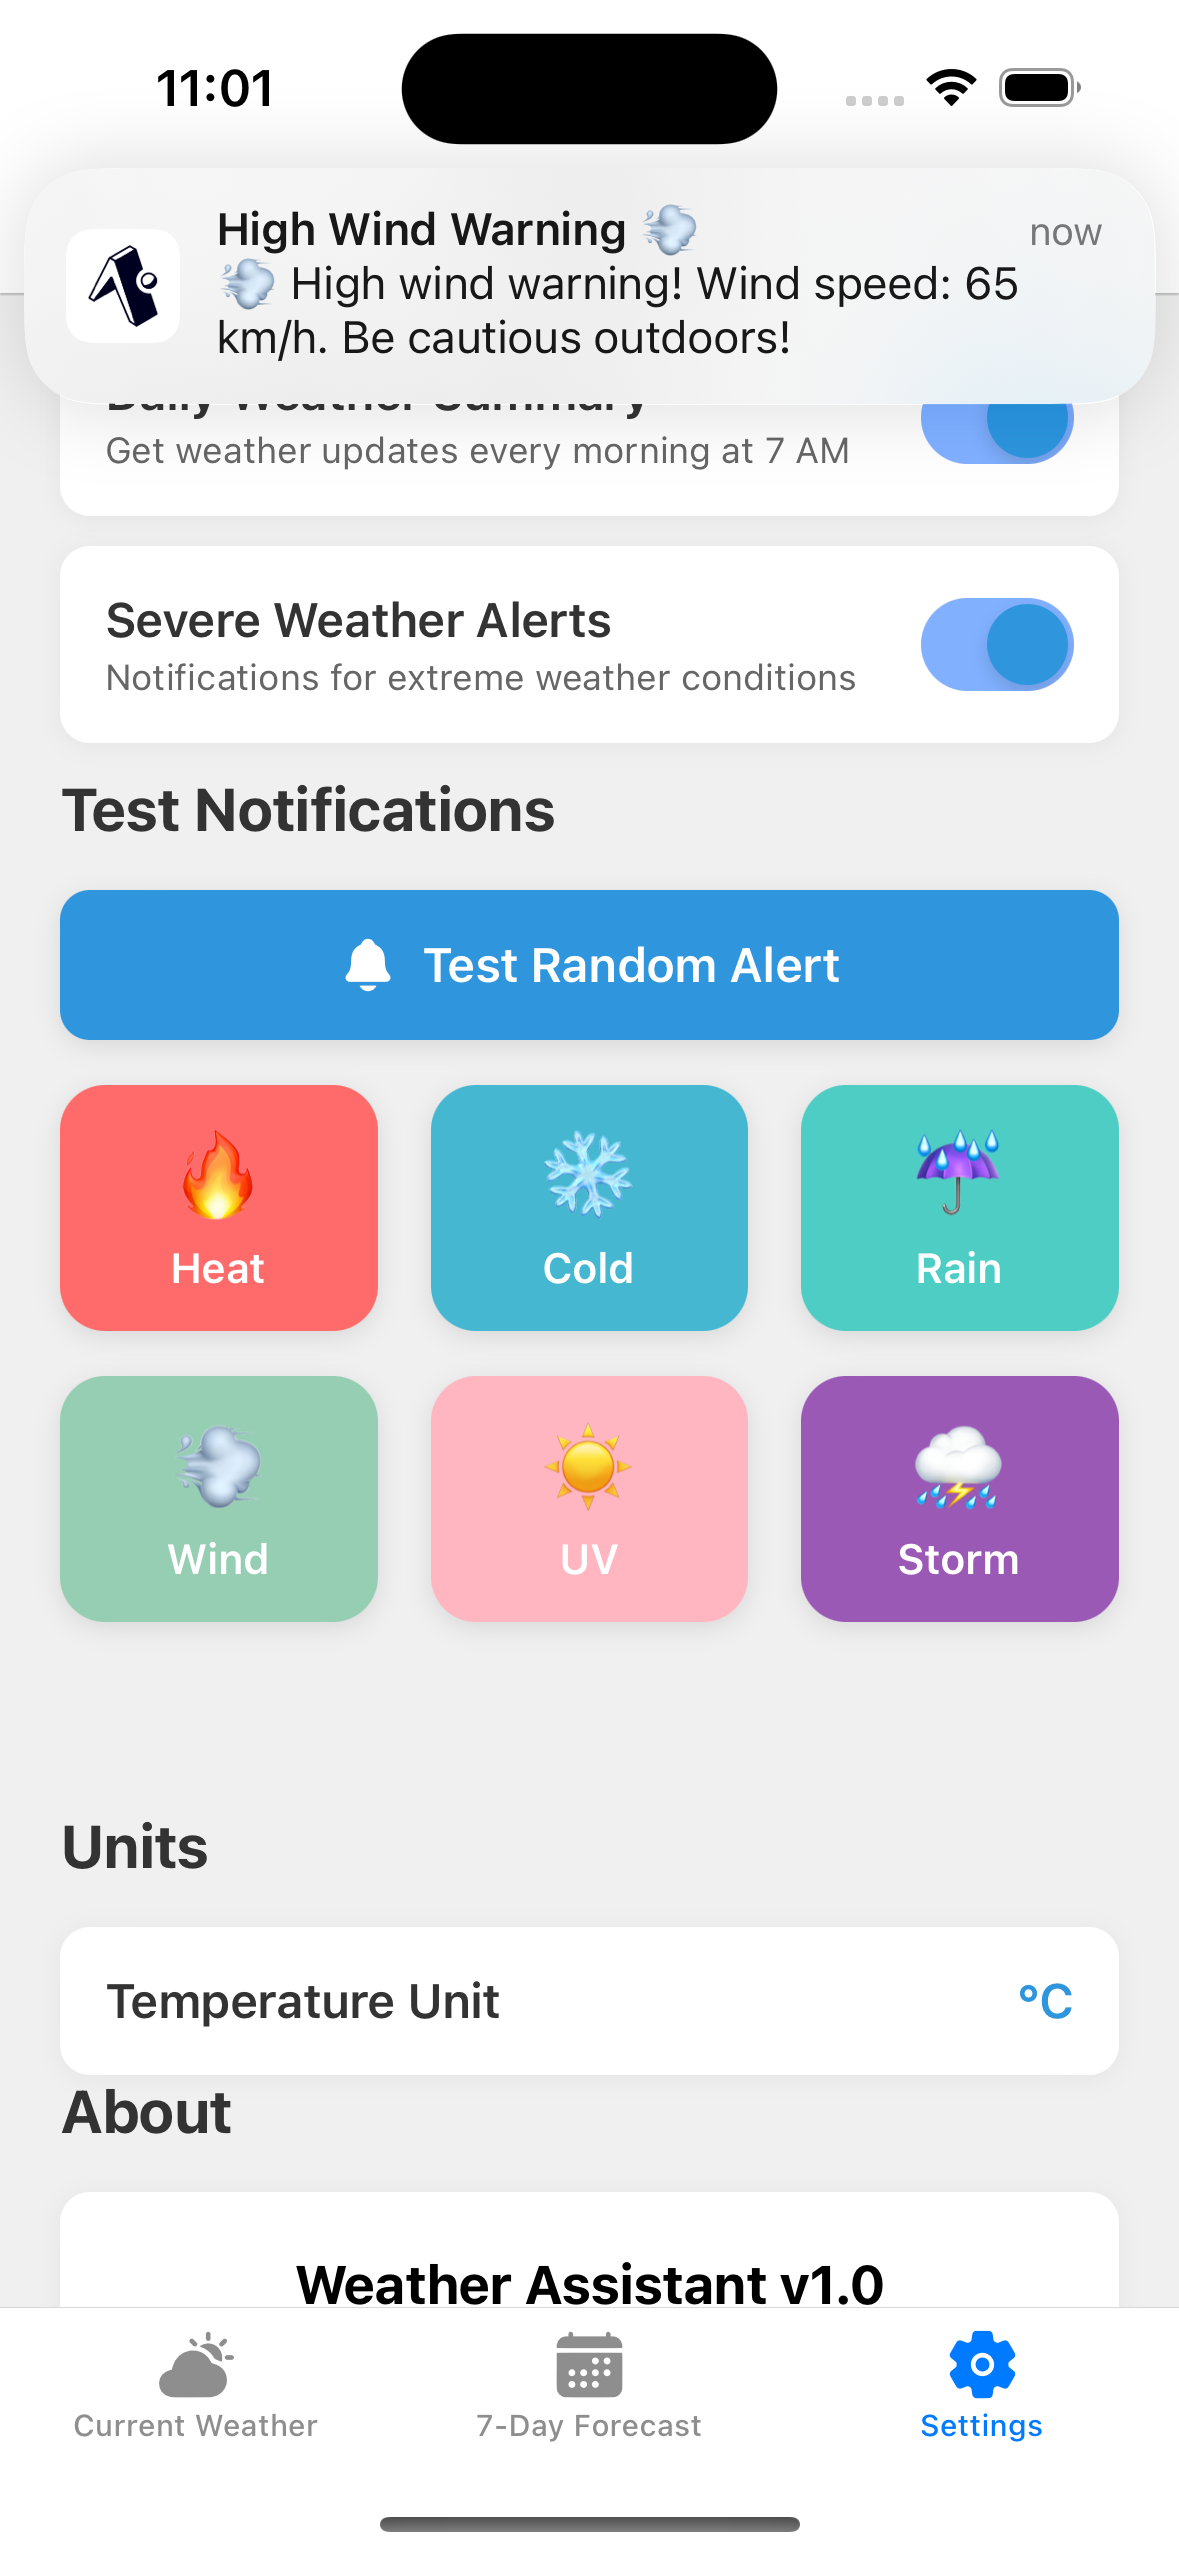 11:01
High Wind Warning 💨
now
💨 High wind warning! Wind speed: 65
km/h. Be cautious outdoors!
Daily Weather Summary
Get weather updates every morning at 7 AM
Severe Weather Alerts
Notifications for extreme weather conditions
Test Notifications
Test Random Alert
Heat
Cold
Rain
Wind
UV
Storm
Units
Temperature Unit
°C
About
Weather Assistant v1.0
Current Weather
7-Day Forecast
Settings